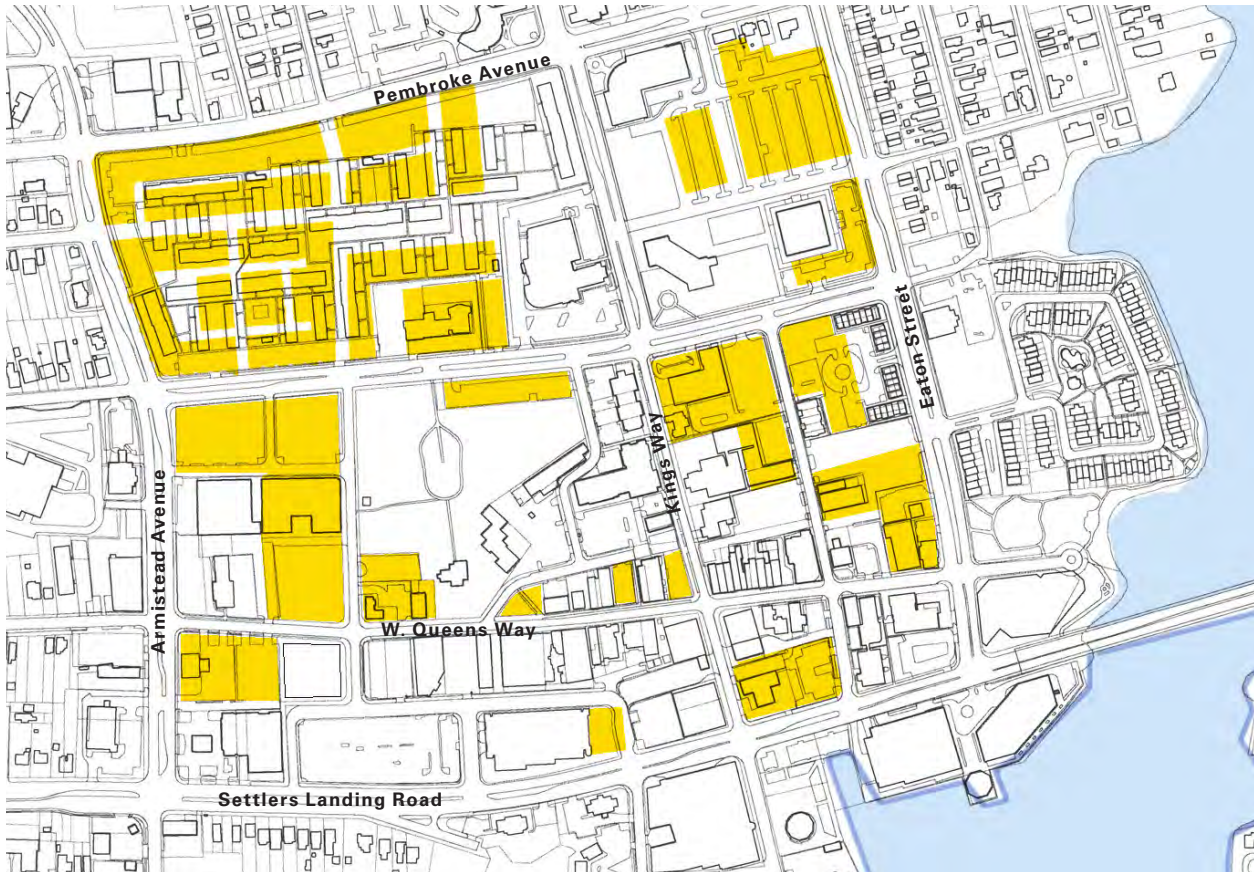 Pembroke Avenue
Eaton Street
Kings Way
Armistead Avenue
W. Queens Way
Settlers Landing Road